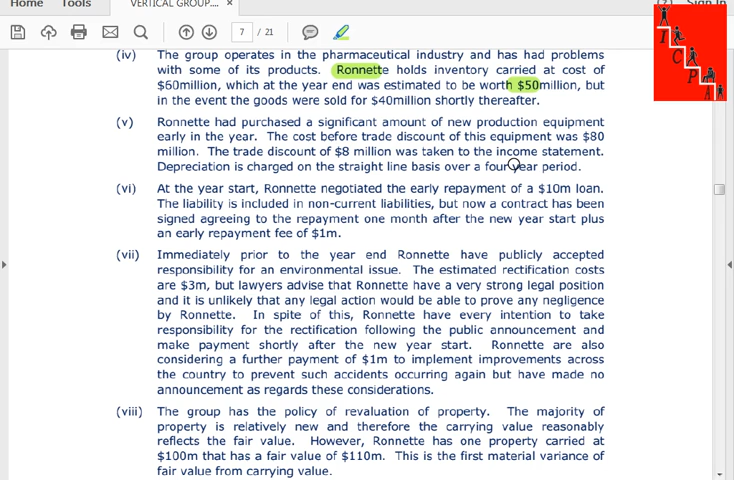 Home Tools VERTICAL GROUP.... × Sign In
7 / 21
I
C
P
A
(iv) The group operates in the pharmaceutical industry and has had problems
with some of its products. Ronnette holds inventory carried at cost of
$60million, which at the year end was estimated to be worth $50million, but
in the event the goods were sold for $40million shortly thereafter.
(v) Ronnette had purchased a significant amount of new production equipment
early in the year. The cost before trade discount of this equipment was $80
million. The trade discount of $8 million was taken to the income statement.
Depreciation is charged on the straight line basis over a four year period.
(vi) At the year start, Ronnette negotiated the early repayment of a $10m loan.
The liability is included in non-current liabilities, but now a contract has been
signed agreeing to the repayment one month after the new year start plus
an early repayment fee of $1m.
(vii) Immediately prior to the year end Ronnette have publicly accepted
responsibility for an environmental issue. The estimated rectification costs
are $3m, but lawyers advise that Ronnette have a very strong legal position
and it is unlikely that any legal action would be able to prove any negligence
by Ronnette. In spite of this, Ronnette have every intention to take
responsibility for the rectification following the public announcement and
make payment shortly after the new year start. Ronnette are also
considering a further payment of $1m to implement improvements across
the country to prevent such accidents occurring again but have made no
announcement as regards these considerations.
(viii) The group has the policy of revaluation of property. The majority of
property is relatively new and therefore the carrying value reasonably
reflects the fair value. However, Ronnette has one property carried at
$100m that has a fair value of $110m. This is the first material variance of
fair value from carrying value.